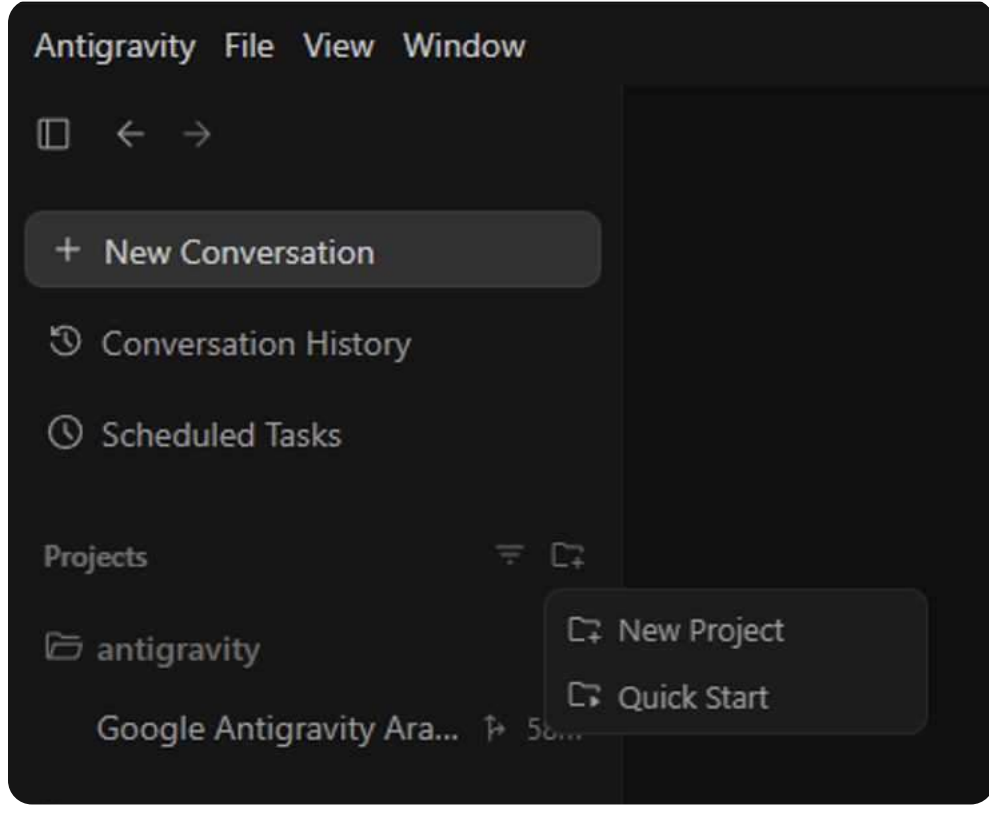 Antigravity File View Window
New Conversation
Conversation History
Scheduled Tasks
Projects
antigravity
New Project
Quick Start
Google Antigravity Ara...